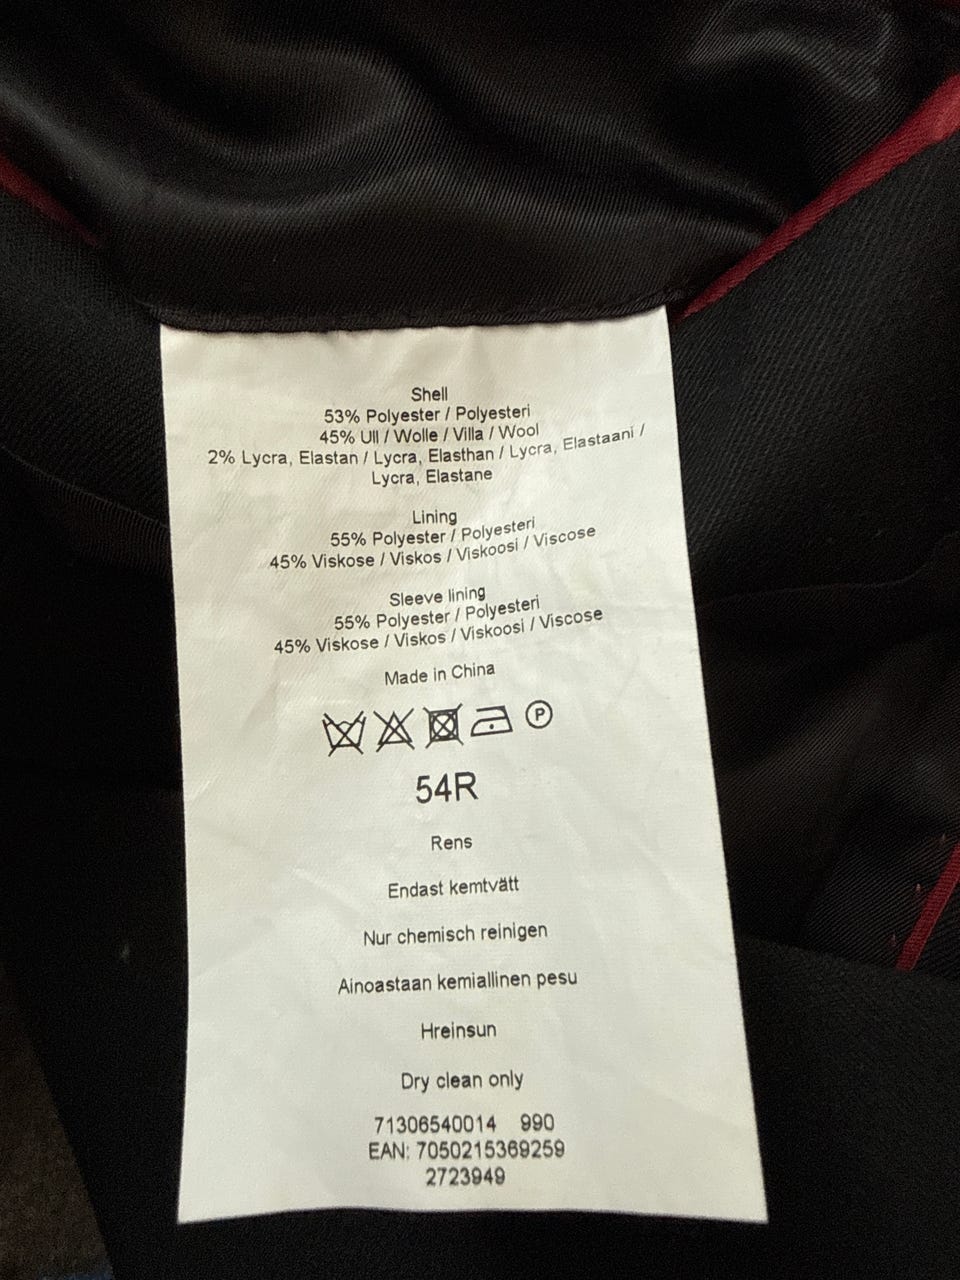 Shell
53% Polyester / Polyesteri
45% Ull / Wolle / Villa / Wool
2% Lycra, Elastan / Lycra, Elasthan / Lycra, Elastaani /
Lycra, Elastane
Lining
55% Polyester / Polyesteri
45% Viskose / Viskos / Viskoosi / Viscose
Sleeve lining
55% Polyester / Polyesteri
45% Viskose / Viskos / Viskoosi / Viscose
Made in China
P
54R
Rens
Endast kemtvätt
Nur chemisch reinigen
Ainoastaan kemiallinen pesu
Hreinsun
Dry clean only
71306540014 990
EAN: 7050215369259
2723949